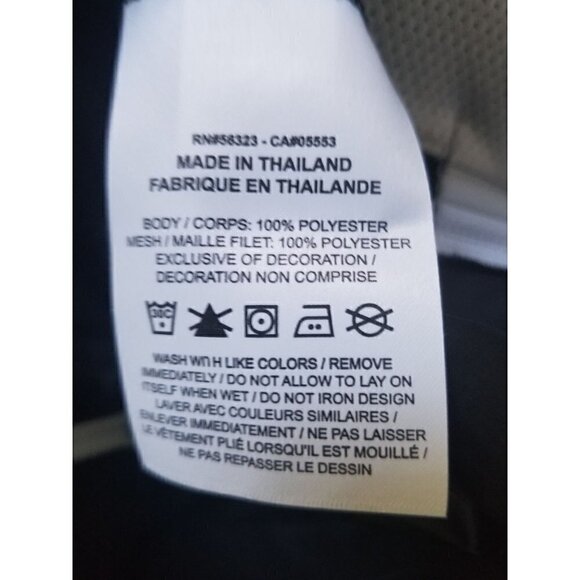 RN#56323 - CA#05553
MADE IN THAILAND
FABRIQUE EN THAILANDE
BODY / CORPS: 100% POLYESTER
MESH / MAILLE FILET: 100% POLYESTER
EXCLUSIVE OF DECORATION /
DECORATION NON COMPRISE
30C
WASH WITH LIKE COLORS / REMOVE
IMMEDIATELY / DO NOT ALLOW TO LAY ON
ITSELF WHEN WET / DO NOT IRON DESIGN
LAVER AVEC COULEURS SIMILAIRES /
ENLEVER IMMEDIATEMENT / NE PAS LAISSER
LE VÊTEMENT PLIÉ LORSQU'IL EST MOUILLÉ /
NE PAS REPASSER LE DESSIN